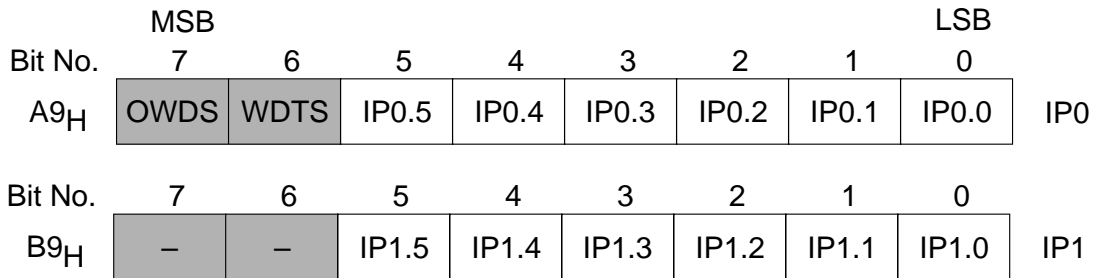 MSB LSB
Bit No. 7 6 5 4 3 2 1 0
A9H OWDS WDTS IP0.5 IP0.4 IP0.3 IP0.2 IP0.1 IP0.0 IP0
Bit No. 7 6 5 4 3 2 1 0
B9H – – IP1.5 IP1.4 IP1.3 IP1.2 IP1.1 IP1.0 IP1